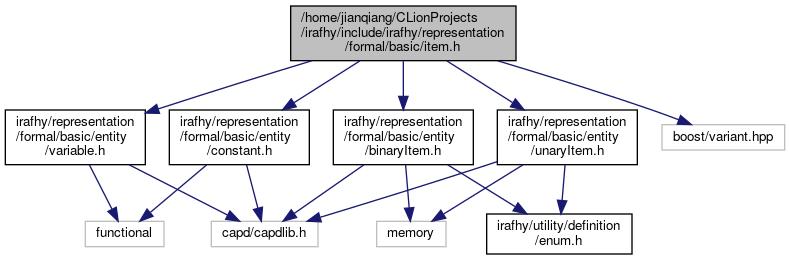 /home/jianqiang/CLionProjects
/irafhy/include/irafhy/representation
/formal/basic/item.h
irafhy/representation
/formal/basic/entity
/variable.h
irafhy/representation
/formal/basic/entity
/constant.h
irafhy/representation
/formal/basic/entity
/binaryItem.h
irafhy/representation
/formal/basic/entity
/unaryItem.h
boost/variant.hpp
functional
capd/capdlib.h
memory
irafhy/utility/definition
/enum.h